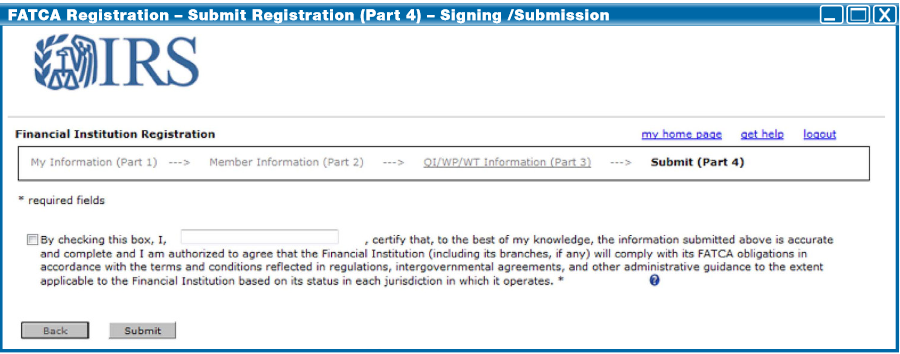 FATCA Registration – Submit Registration (Part 4) – Signing /Submission
IRS
Financial Institution Registration my home page get help logout
My Information (Part 1) ---> Member Information (Part 2) ---> QI/WP/WT Information (Part 3) ---> Submit (Part 4)
* required fields
By checking this box, I, , certify that, to the best of my knowledge, the information submitted above is accurate
and complete and I am authorized to agree that the Financial Institution (including its branches, if any) will comply with its FATCA obligations in
accordance with the terms and conditions reflected in regulations, intergovernmental agreements, and other administrative guidance to the extent
applicable to the Financial Institution based on its status in each jurisdiction in which it operates. * ?
Back Submit